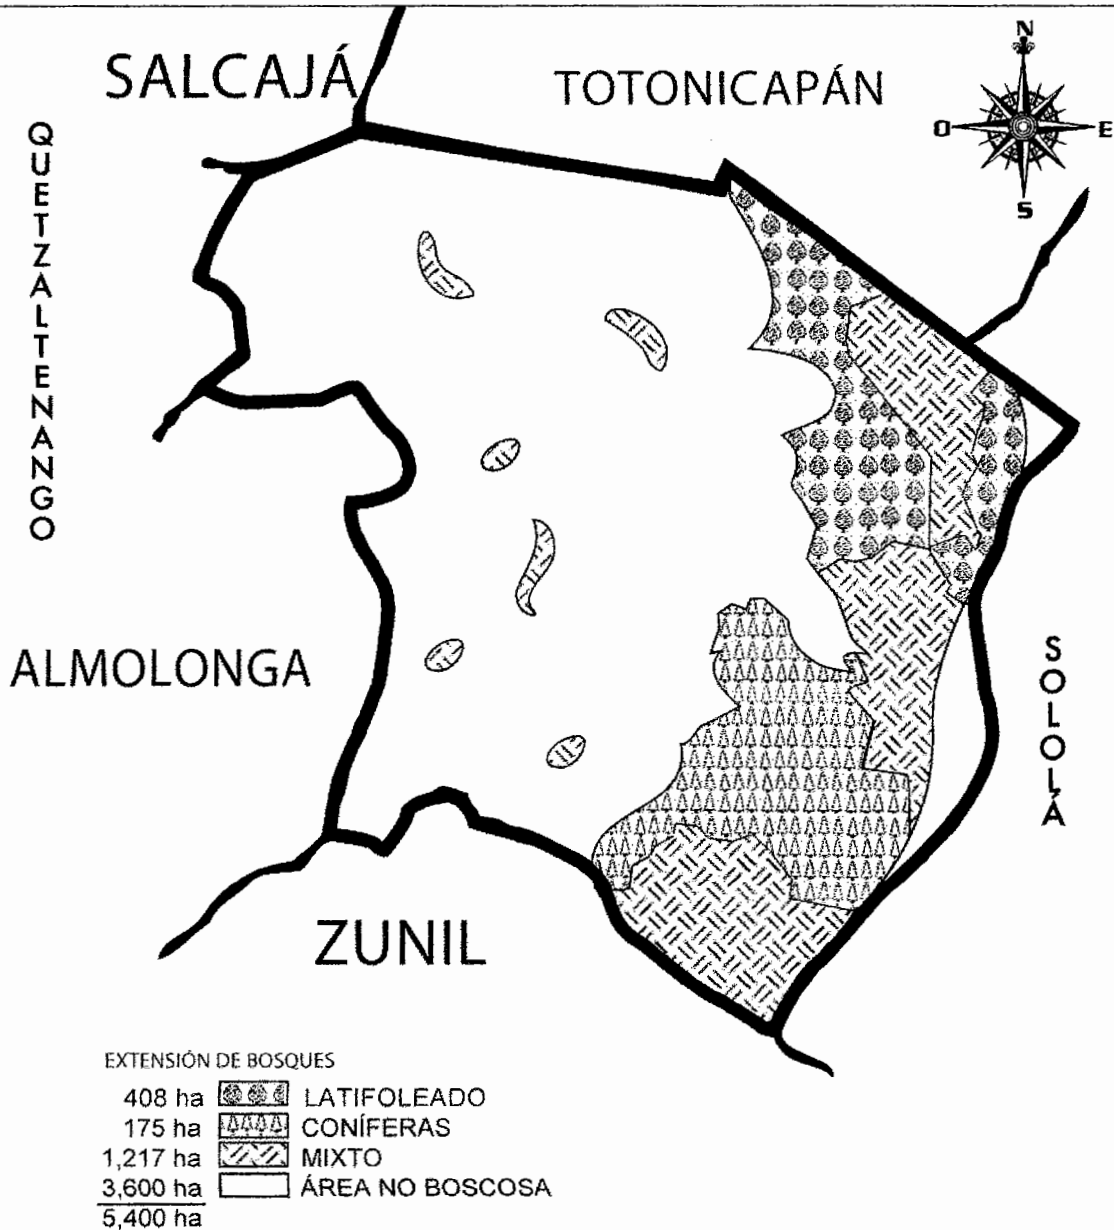 SALCAJÁ
TOTONICAPÁN
N
O
E
S
QUETZALTENANGO
ALMOLONGA
SOLOLÁ
ZUNIL
EXTENSIÓN DE BOSQUES
408 ha LATIFOLEADO
175 ha CONÍFERAS
1,217 ha MIXTO
3,600 ha ÁREA NO BOSCOSA
5,400 ha